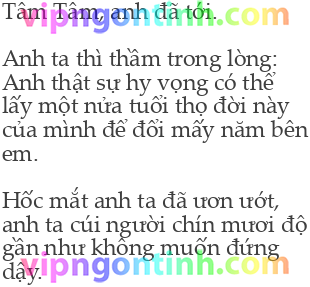 Tâm Tâm, anh đã tới.
vipngontinh.com
Anh ta thì thầm trong lòng:
Anh thật sự hy vọng có thể
lấy một nửa tuổi thọ đời này
của mình để đổi mấy năm bên
em.
Hốc mắt anh ta đã ươn ướt,
anh ta cúi người chín mươi độ
gần như không muốn đứng
dậy.
vipngontinh.com